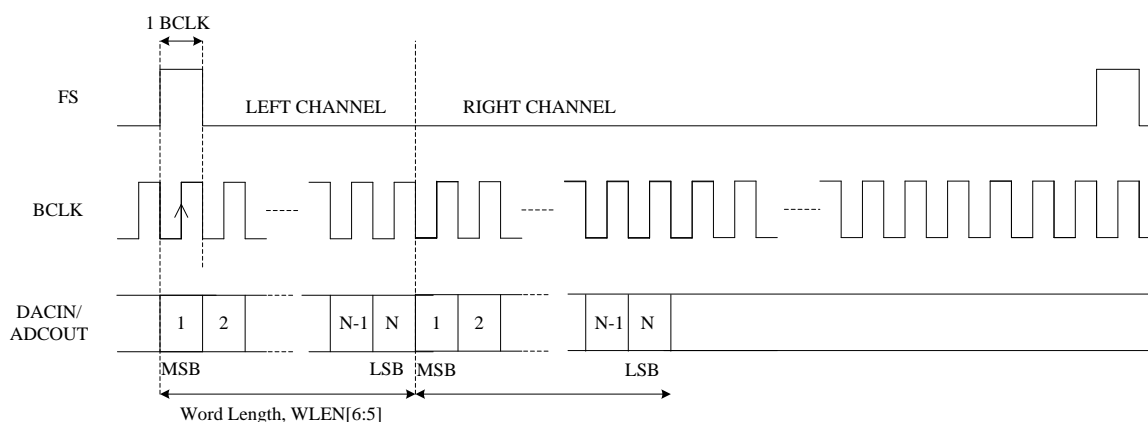 1 BCLK
FS
LEFT CHANNEL
RIGHT CHANNEL
BCLK
DACIN/
ADCOUT
1
2
N-1
N
1
2
N-1
N
MSB
LSB
MSB
LSB
Word Length, WLEN[6:5]